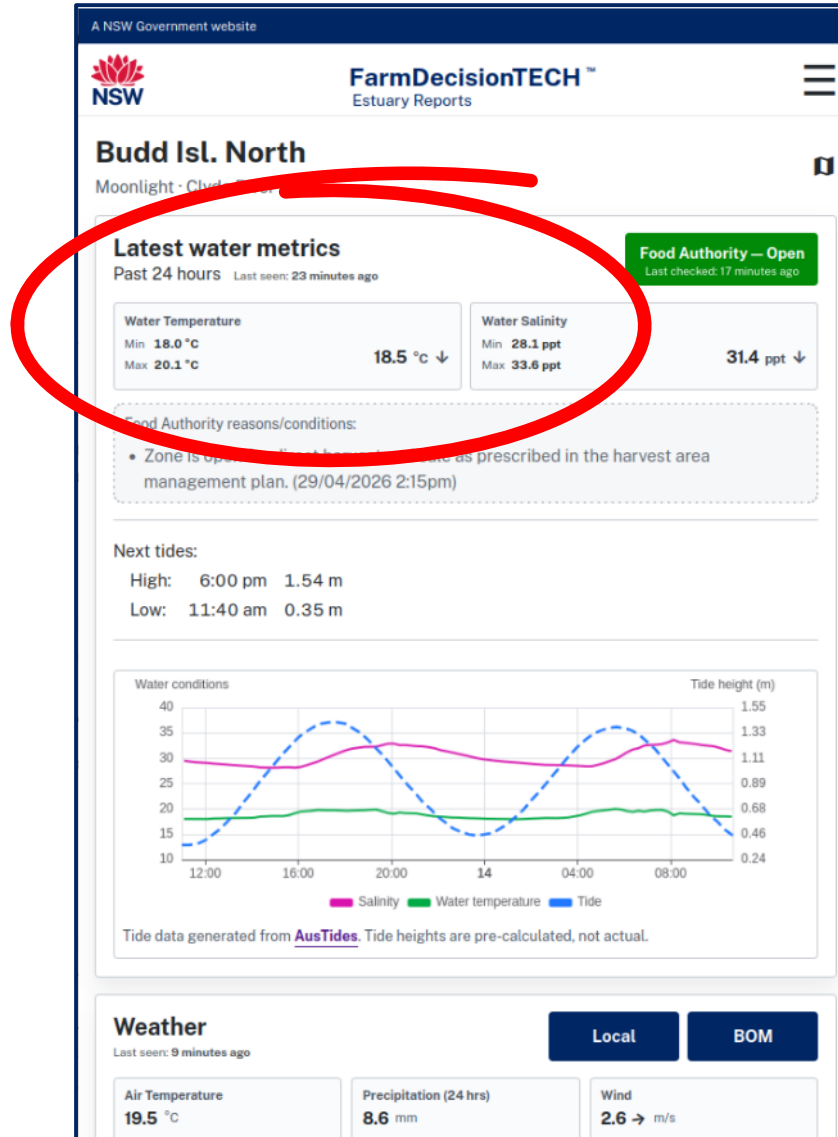 A NSW Government website
NSW
FarmDecisionTECH ™
Estuary Reports
Budd Isl. North
Moonlight · Clyde River
Latest water metrics
Past 24 hours Last seen: 23 minutes ago
Food Authority — Open
Last checked: 17 minutes ago
Water Temperature
Min 18.0 °C
Max 20.1 °C
18.5 °C ↓
Water Salinity
Min 28.1 ppt
Max 33.6 ppt
31.4 ppt ↓
Food Authority reasons/conditions:
• Zone is as prescribed in the harvest area
management plan. (29/04/2026 2:15pm)
Next tides:
High: 6:00 pm 1.54 m
Low: 11:40 am 0.35 m
Water conditions
Tide height (m)
40 1.55
35 1.33
30 1.11
25 0.89
20 0.68
15 0.46
10 0.24
12:00 16:00 20:00 14 04:00 08:00
Salinity Water temperature Tide
Tide data generated from AusTides. Tide heights are pre-calculated, not actual.
Weather
Last seen: 9 minutes ago
Local
BOM
Air Temperature
19.5 °C
Precipitation (24 hrs)
8.6 mm
Wind
2.6 → m/s